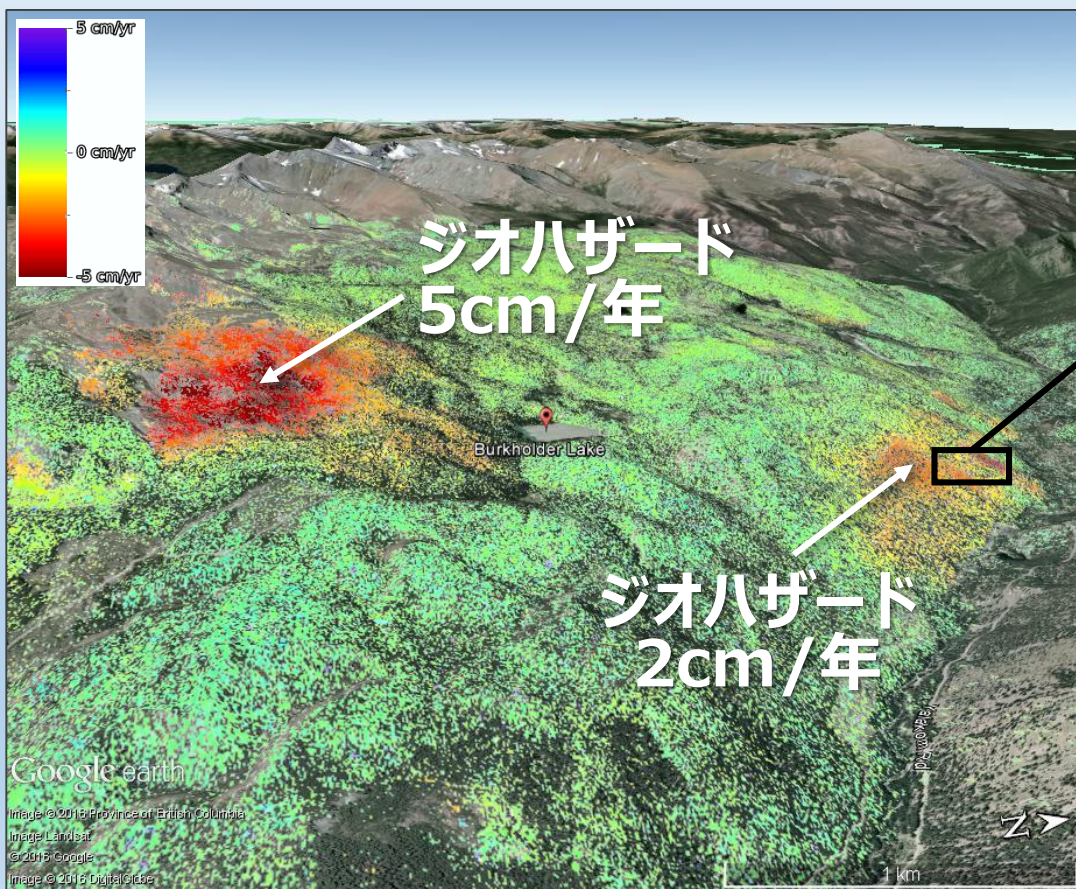 5 cm/yr
0 cm/yr
-5 cm/yr
ジオハザード
5cm/年
Burkholder Lake
ジオハザード
2cm/年
Google earth
Image © 2016 Province of British Columbia
Image Landsat
© 2016 Google
Image © 2016 DigitalGlobe
N
1 km